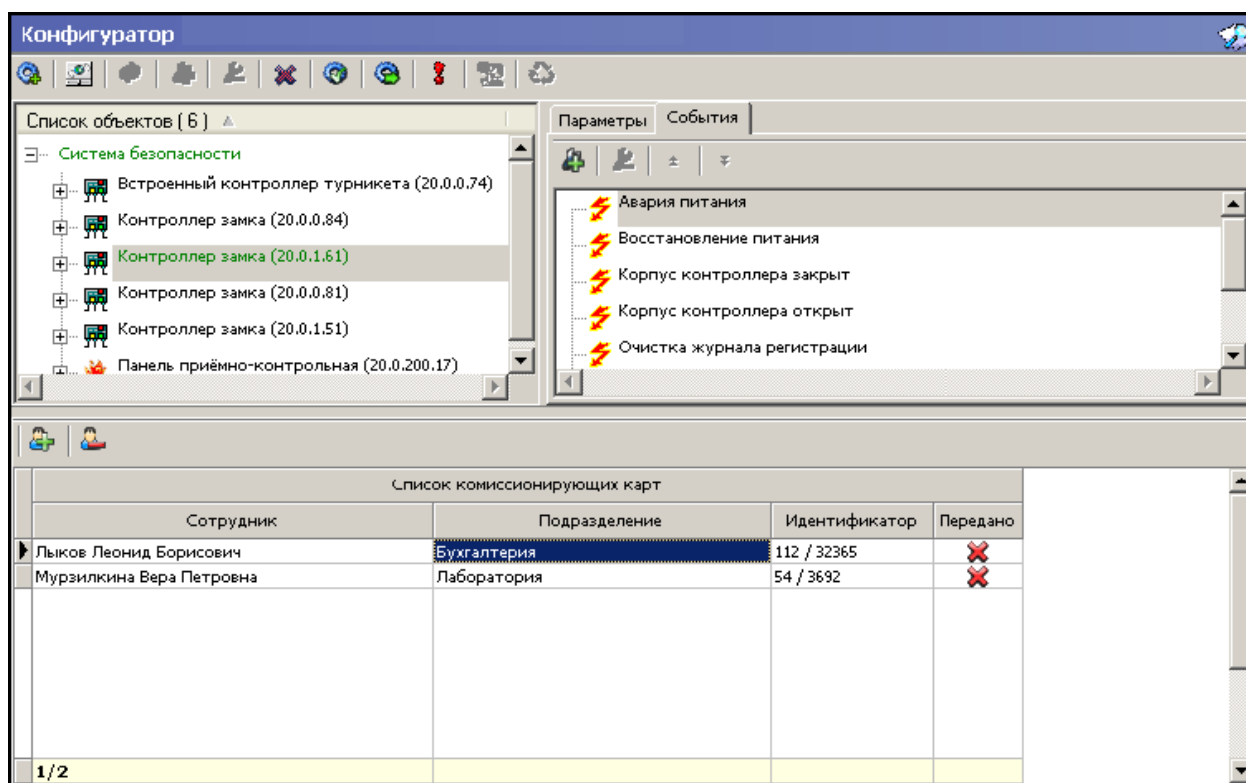 Конфигуратор
Список объектов ( 6 )
Система безопасности
Встроенный контроллер турникета (20.0.0.74)
Контроллер замка (20.0.0.84)
Контроллер замка (20.0.1.61)
Контроллер замка (20.0.0.81)
Контроллер замка (20.0.1.51)
Панель приёмно-контрольная (20.0.200.17)
Параметры События
Авария питания
Восстановление питания
Корпус контроллера закрыт
Корпус контроллера открыт
Очистка журнала регистрации
Список комиссионирующих карт
Сотрудник Подразделение Идентификатор Передано
Лыков Леонид Борисович Бухгалтерия 112 / 32365
Мурзилкина Вера Петровна Лаборатория 54 / 3692
1/2